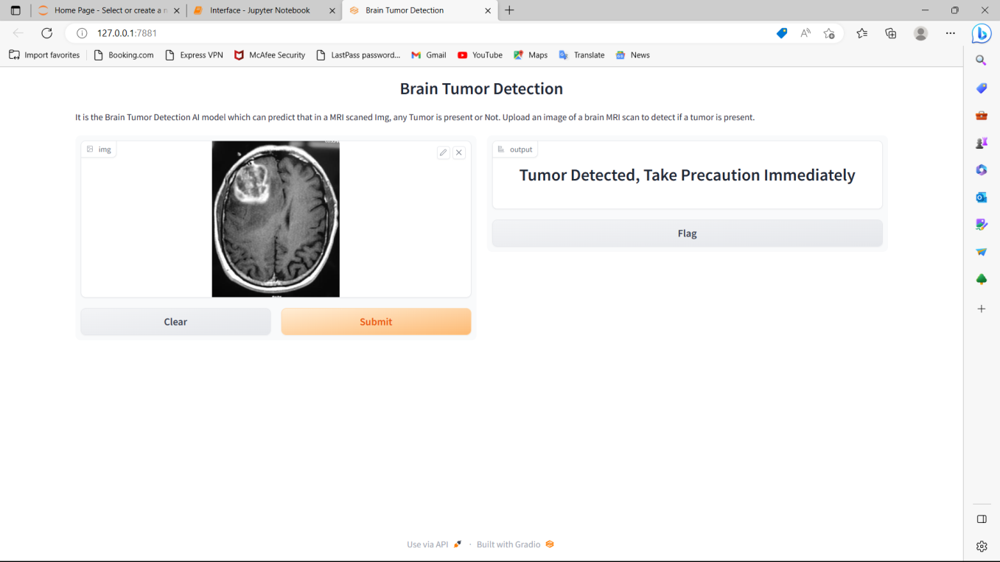 Home Page - Select or create a n
Interface - Jupyter Notebook
Brain Tumor Detection
127.0.0.1:7881
Import favorites
Booking.com
Express VPN
McAfee Security
LastPass password...
Gmail
YouTube
Maps
Translate
News
Brain Tumor Detection
It is the Brain Tumor Detection AI model which can predict that in a MRI scaned Img, any Tumor is present or Not. Upload an image of a brain MRI scan to detect if a tumor is present.
img
output
Tumor Detected, Take Precaution Immediately
Flag
Clear
Submit
Use via API
·
Built with Gradio